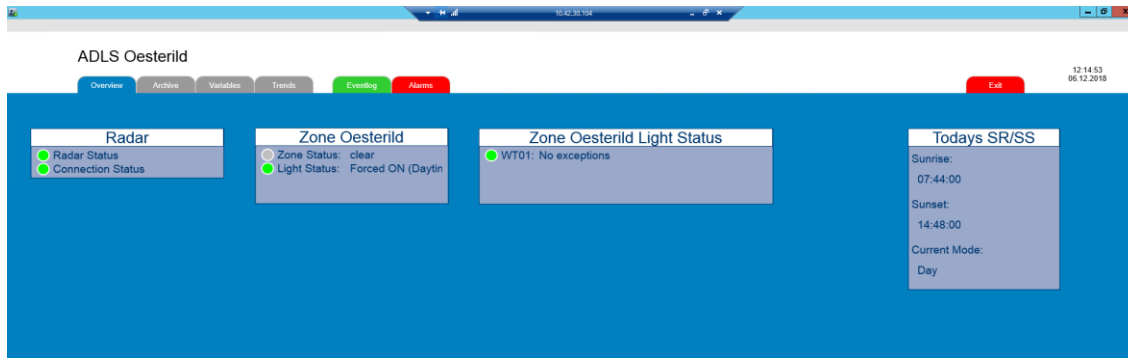 10.42.30.104
ADLS Oesterild
12:14:53
06.12.2018
Overview Archive Variables Trends Eventlog Alarms Exit
Radar
Radar Status
Connection Status
Zone Oesterild
Zone Status: clear
Light Status: Forced ON (Daytin
Zone Oesterild Light Status
WT01: No exceptions
Todays SR/SS
Sunrise:
07:44:00
Sunset:
14:48:00
Current Mode:
Day